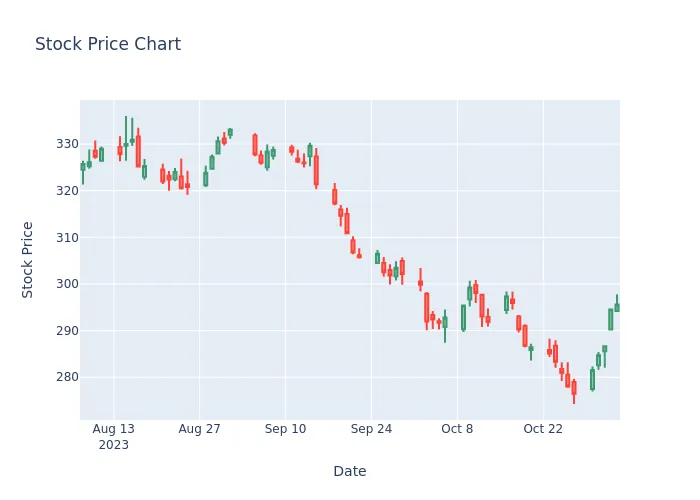 Stock Price Chart
Stock Price
330
320
310
300
290
280
Aug 13
2023
Aug 27
Sep 10
Sep 24
Oct 8
Oct 22
Date